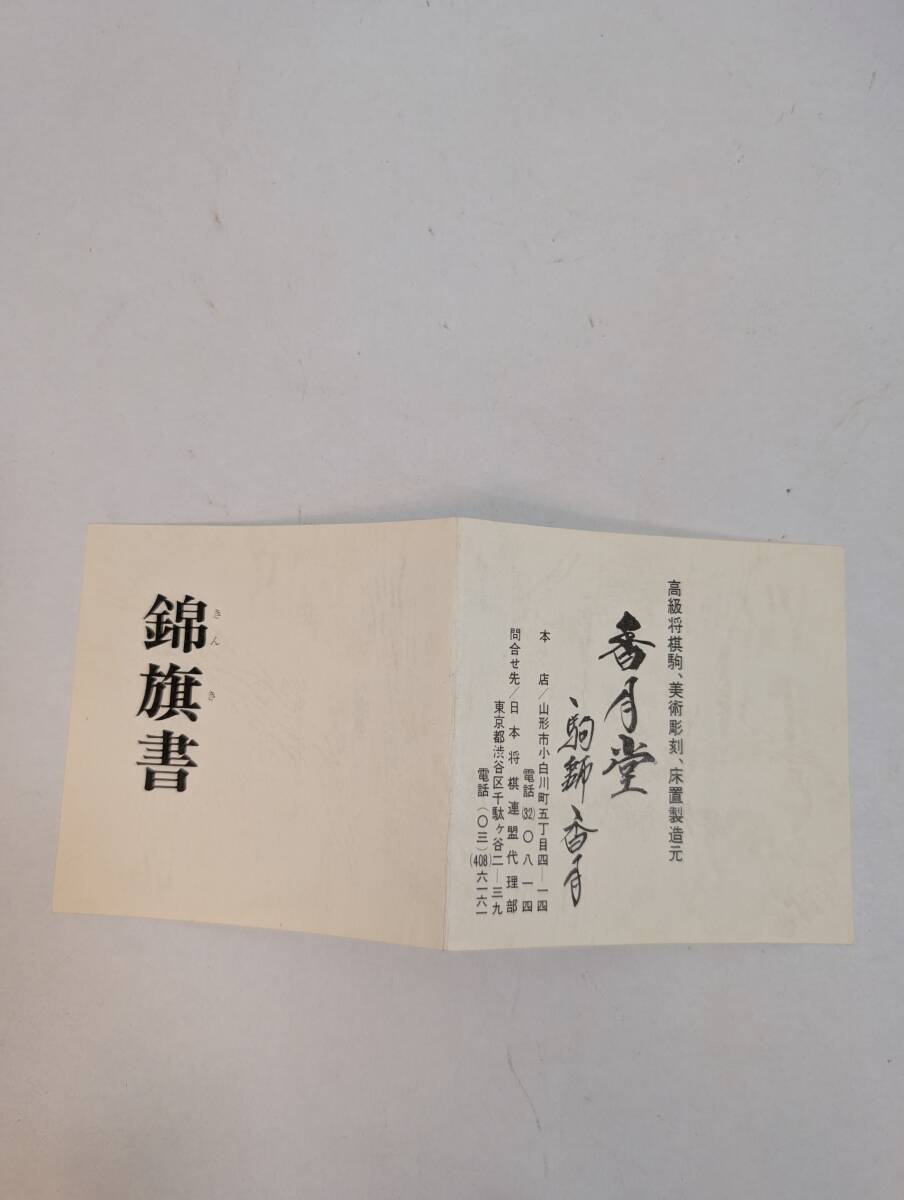 高級将棋駒、美術彫刻、床置製造元
香月堂
駒師香月
本店/山形市小白川町五丁目四―一四
電話(32)〇八一四
問合せ先/日本将棋連盟代理部
東京都渋谷区千駄ヶ谷二―三九
電話(〇三)(408)六一六一
錦旗書
きんき